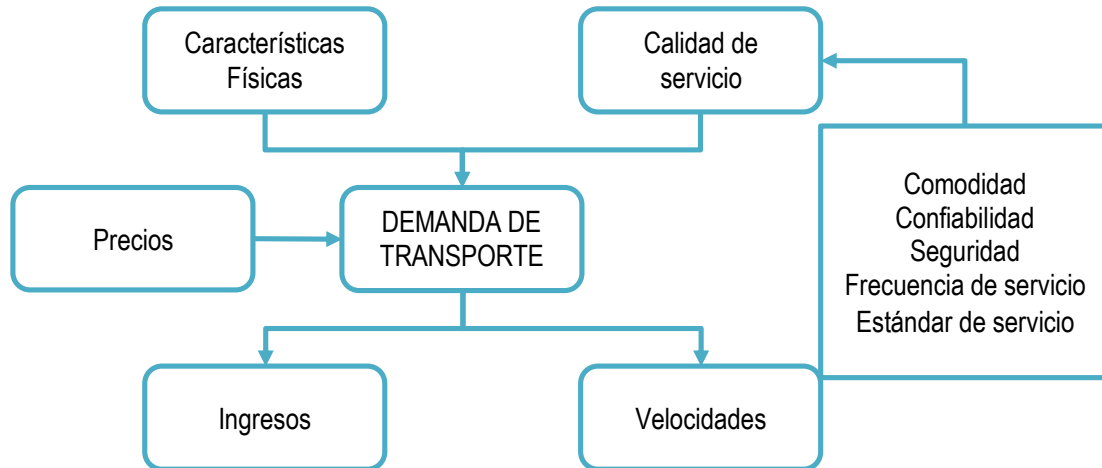 Características
Físicas
Calidad de
servicio
Precios
DEMANDA DE
TRANSPORTE
Comodidad
Confiabilidad
Seguridad
Frecuencia de servicio
Estándar de servicio
Ingresos
Velocidades